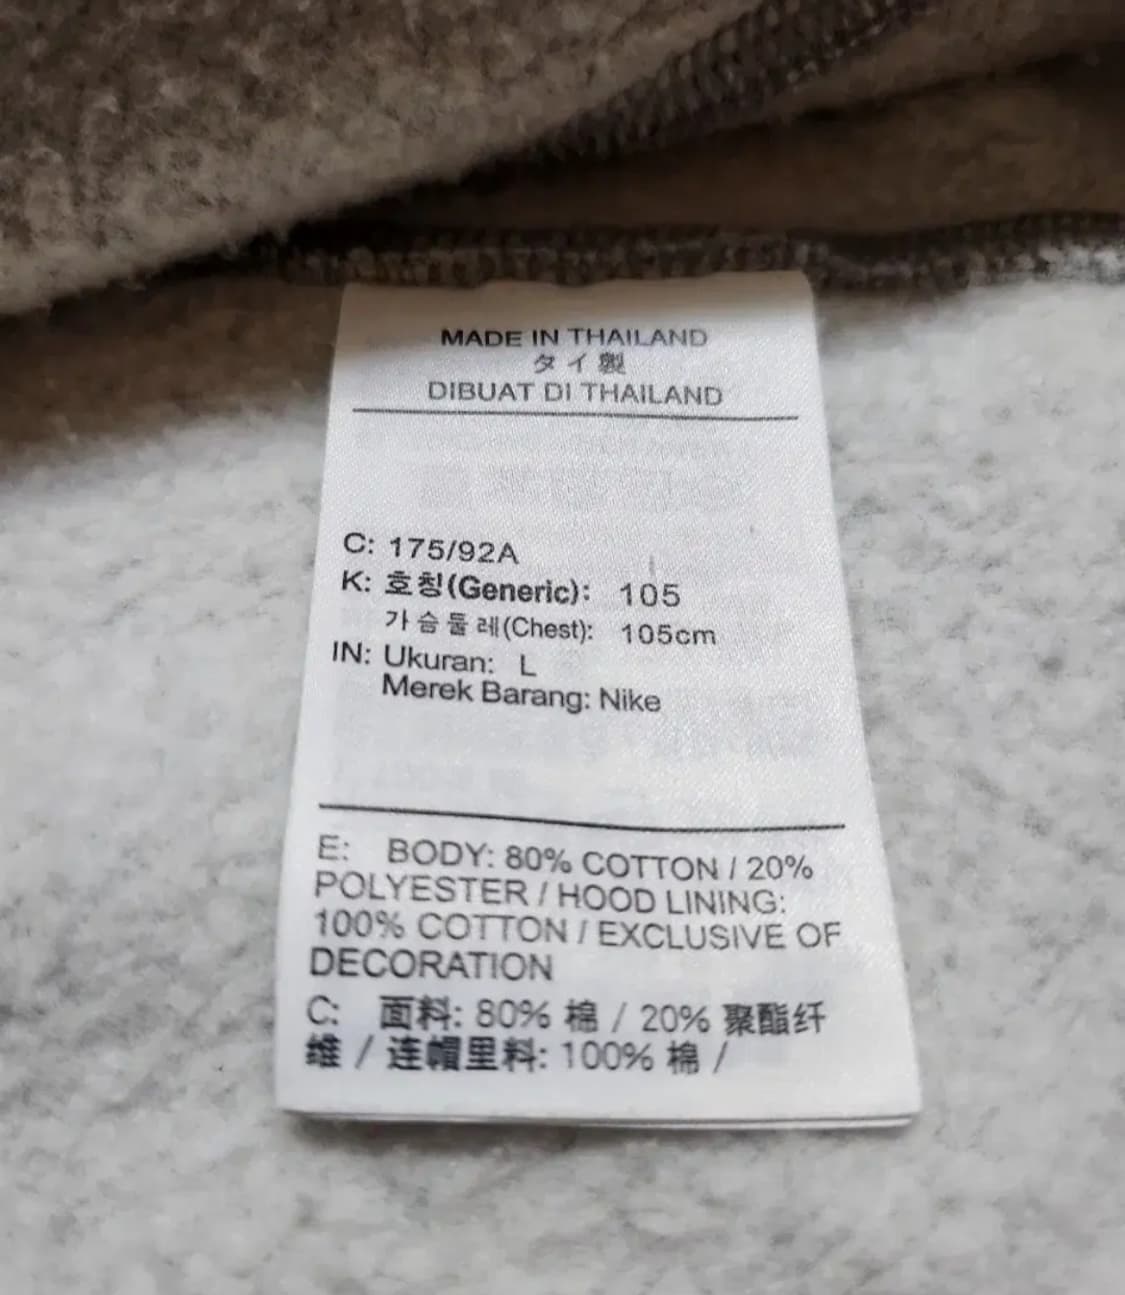 MADE IN THAILAND
タイ製
DIBUAT DI THAILAND
C: 175/92A
K: 호칭(Generic): 105
가슴둘레(Chest): 105cm
IN: Ukuran: L
Merek Barang: Nike
E: BODY: 80% COTTON / 20%
POLYESTER / HOOD LINING:
100% COTTON / EXCLUSIVE OF
DECORATION
C: 面料: 80% 棉 / 20% 聚酯纤
维 / 连帽里料: 100% 棉 /